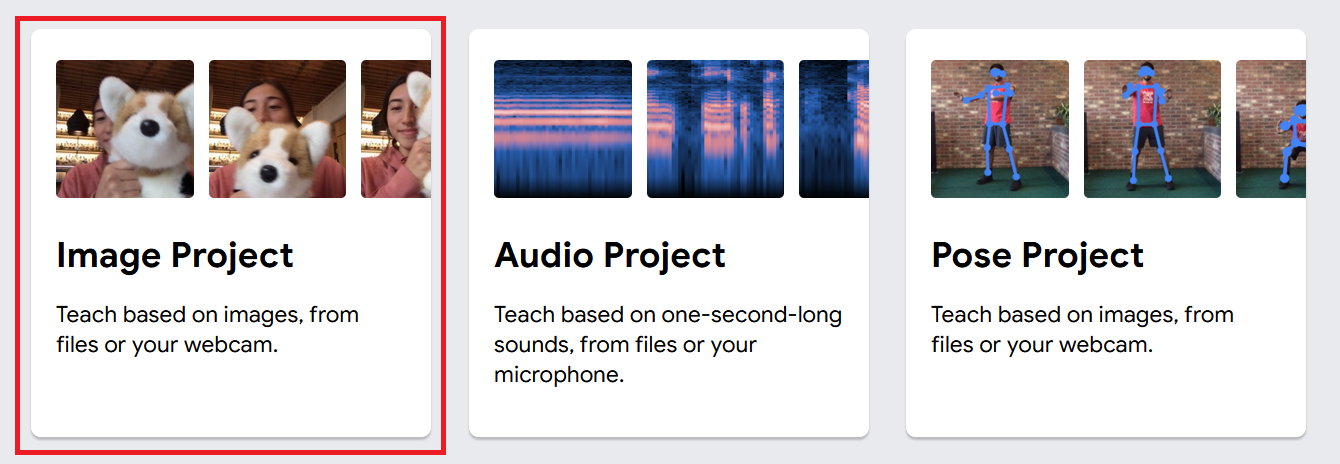 Image Project
Teach based on images, from
files or your webcam.
Audio Project
Teach based on one-second-long
sounds, from files or your
microphone.
Pose Project
Teach based on images, from
files or your webcam.